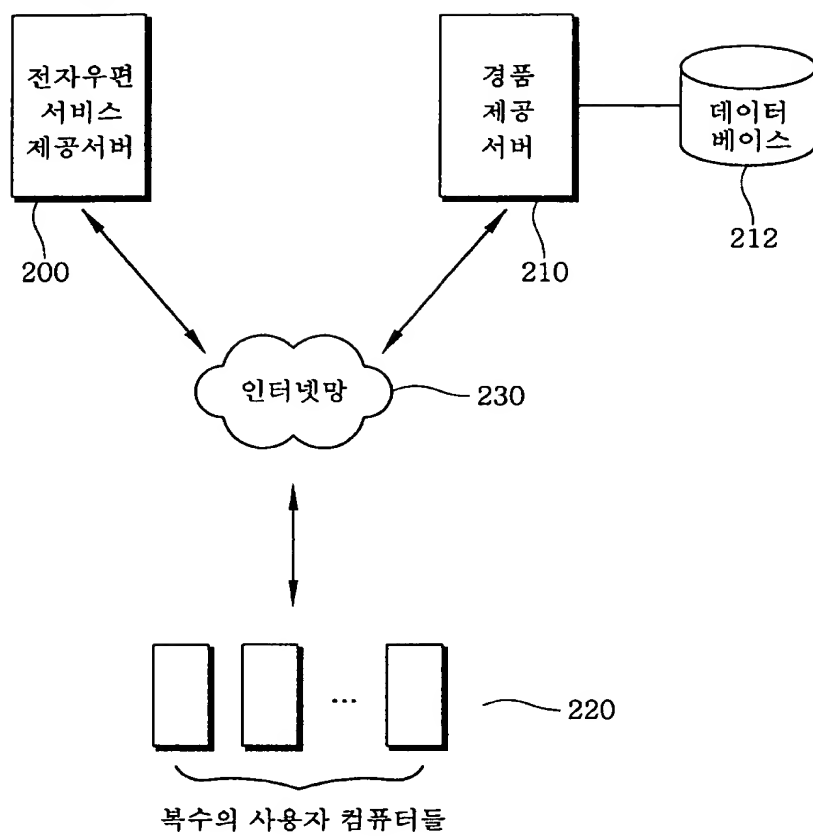 전자우편
서비스
제공서버
200
경품
제공
서버
210
데이터
베이스
212
인터넷망
230
...
220
복수의 사용자 컴퓨터들